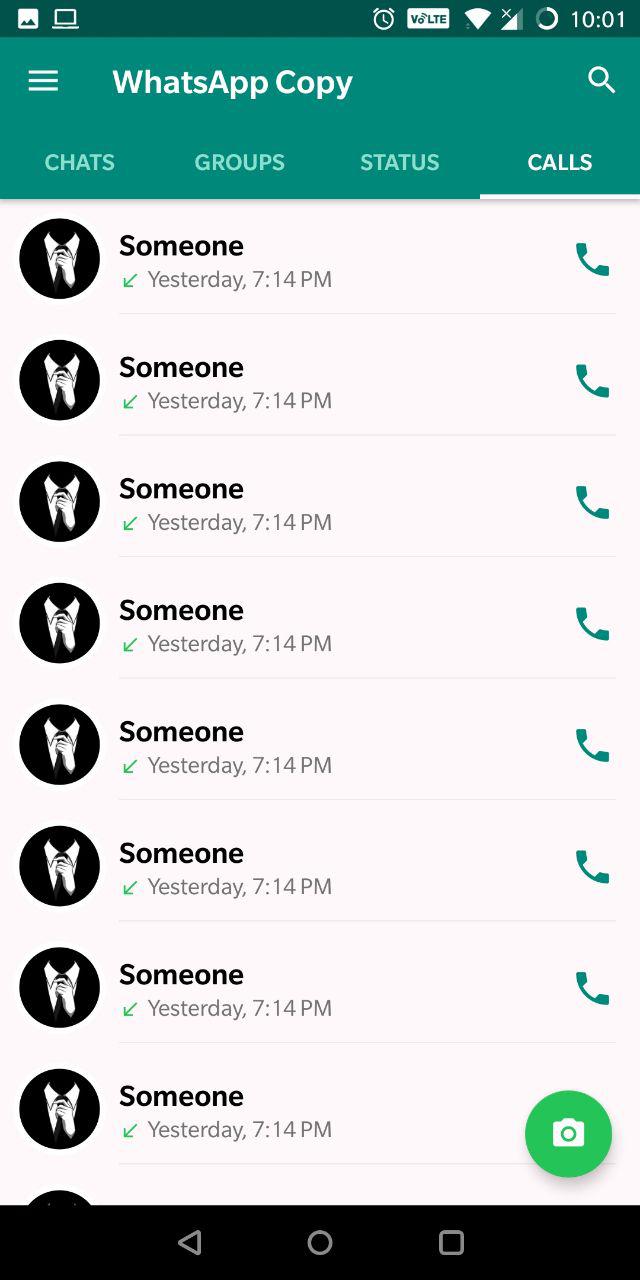 VoLTE 10:01
WhatsApp Copy
CHATS GROUPS STATUS CALLS
Someone
Yesterday, 7:14 PM
Someone
Yesterday, 7:14 PM
Someone
Yesterday, 7:14 PM
Someone
Yesterday, 7:14 PM
Someone
Yesterday, 7:14 PM
Someone
Yesterday, 7:14 PM
Someone
Yesterday, 7:14 PM
Someone
Yesterday, 7:14 PM